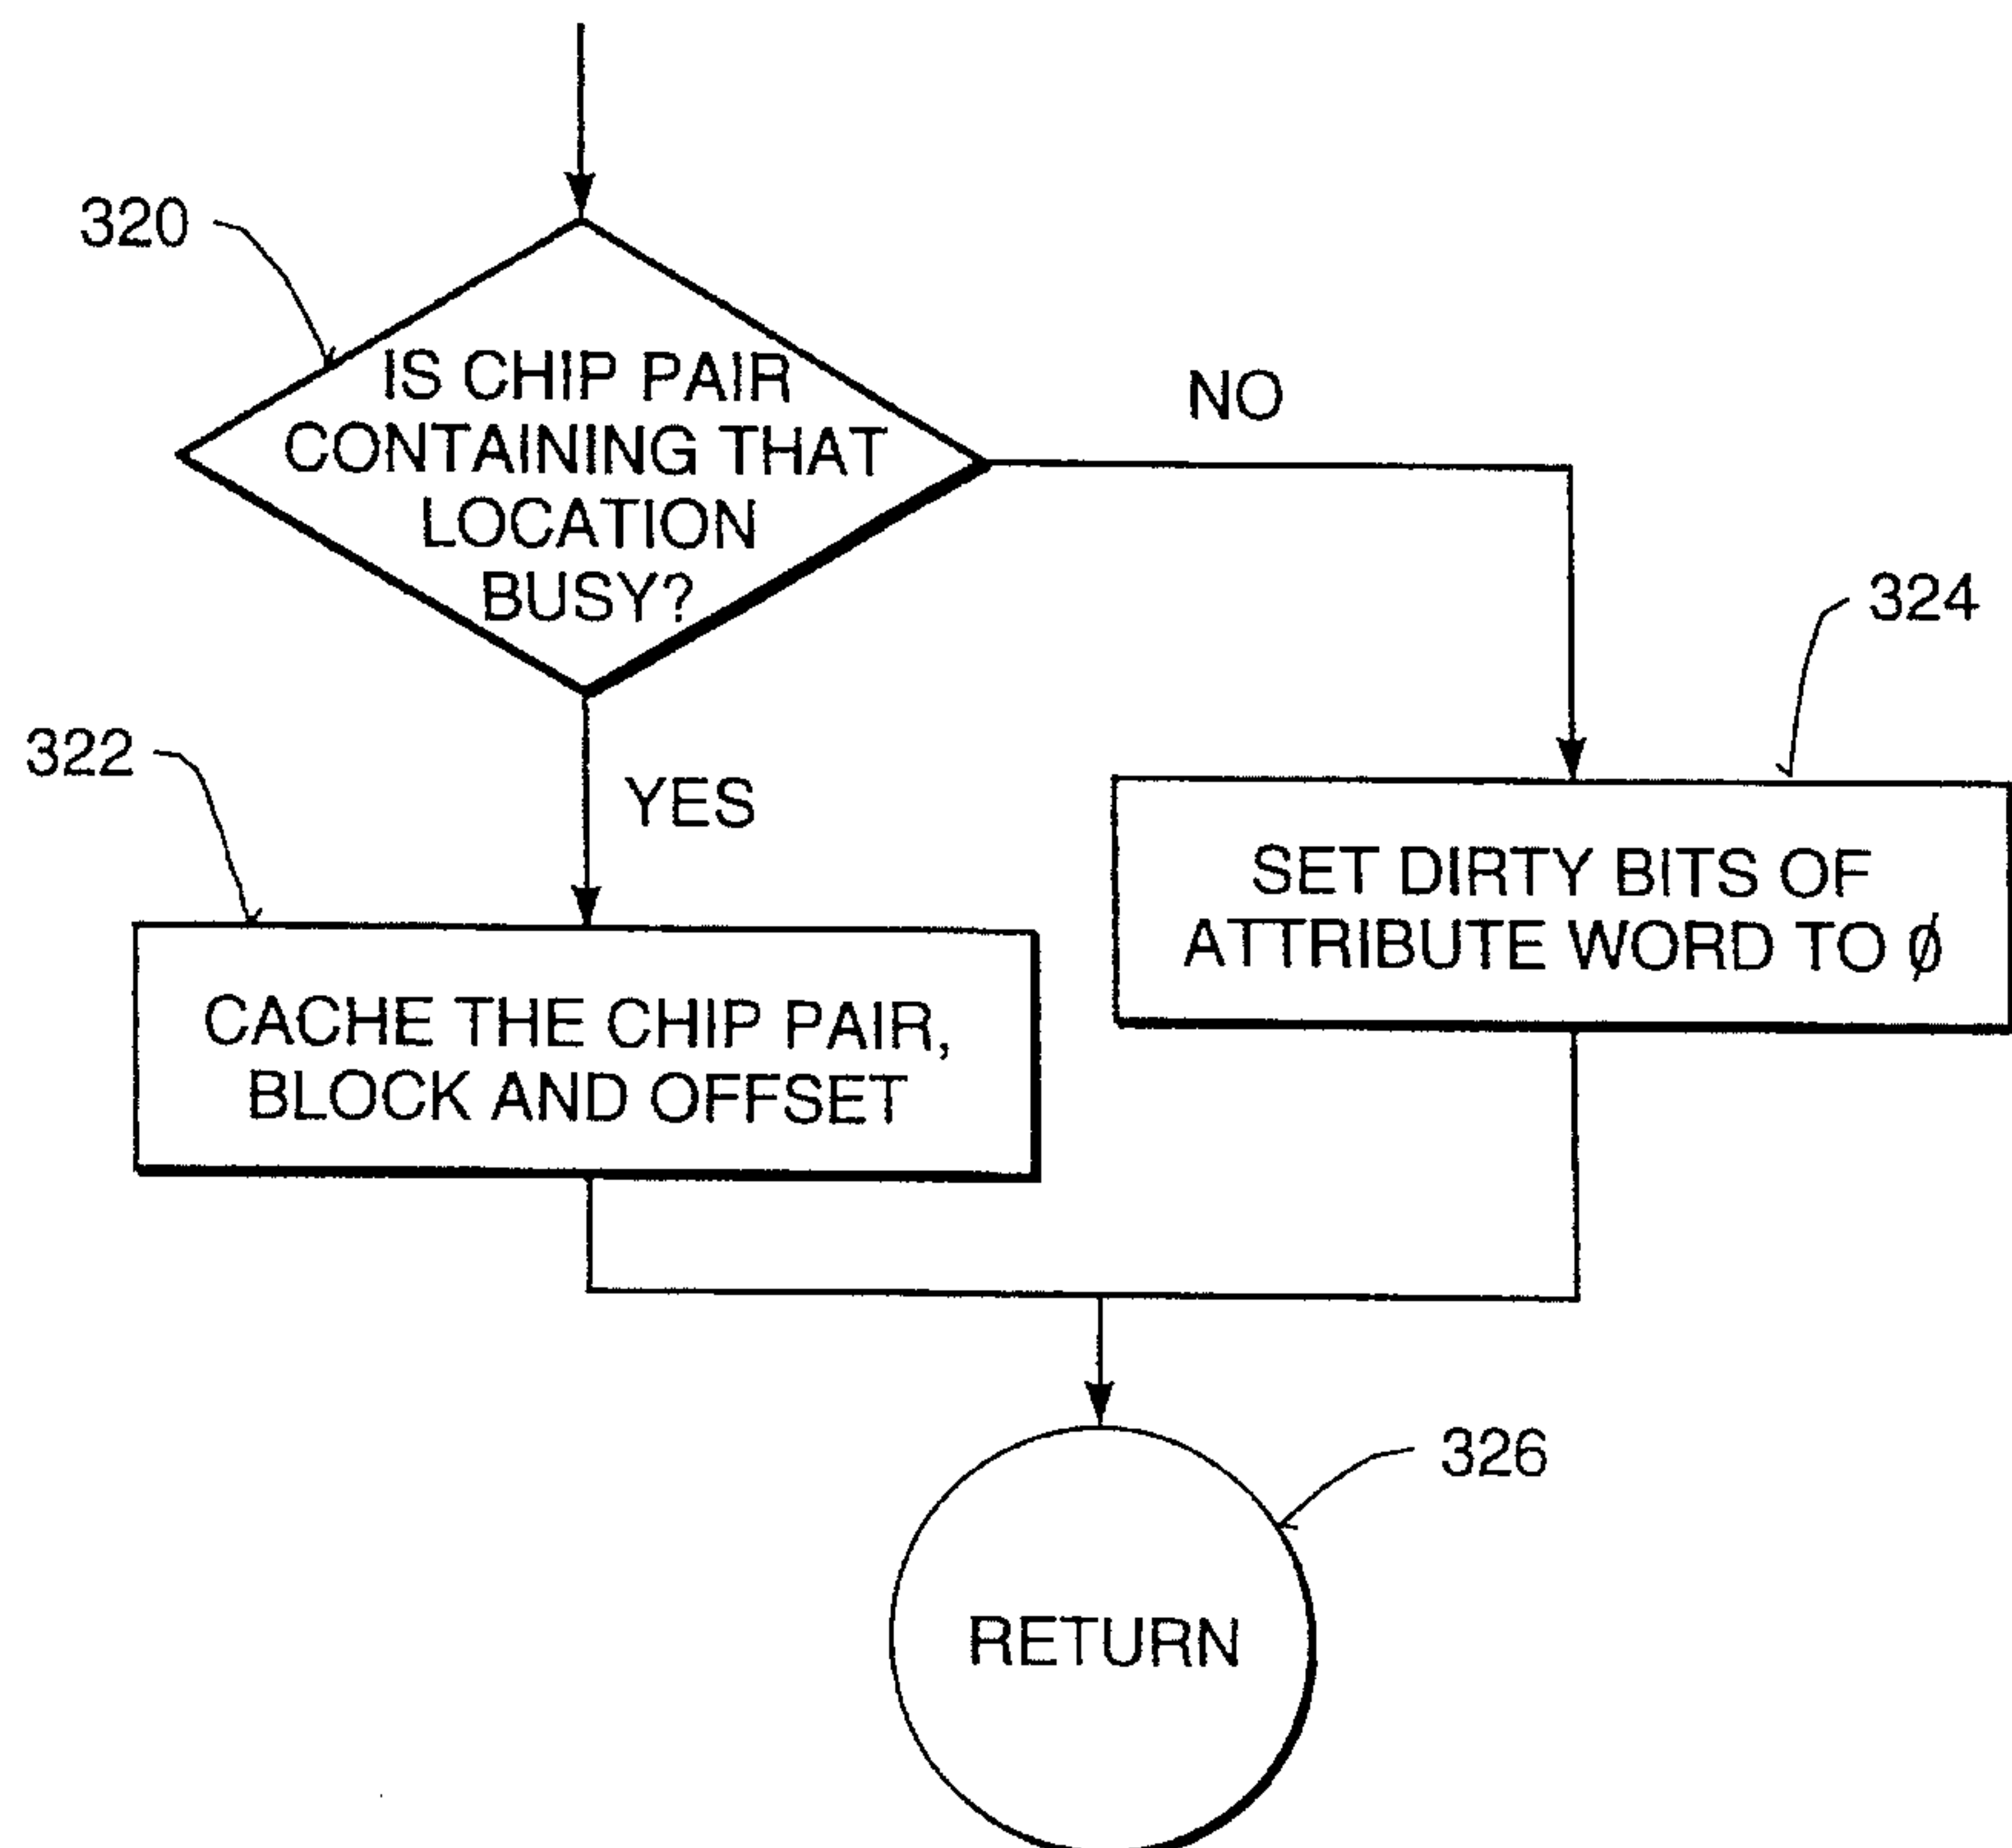 320
IS CHIP PAIR
CONTAINING THAT
LOCATION
BUSY?
NO
324
322
YES
SET DIRTY BITS OF
ATTRIBUTE WORD TO Ø
CACHE THE CHIP PAIR,
BLOCK AND OFFSET
326
RETURN